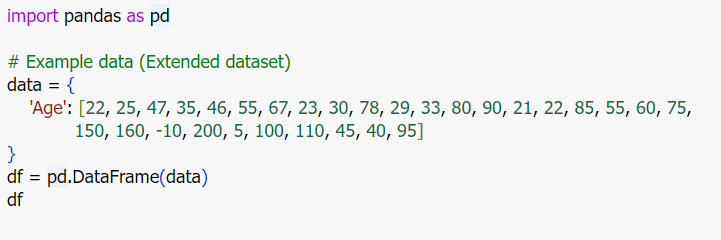 import pandas as pd
# Example data (Extended dataset)
data = {
'Age': [22, 25, 47, 35, 46, 55, 67, 23, 30, 78, 29, 33, 80, 90, 21, 22, 85, 55, 60, 75,
150, 160, -10, 200, 5, 100, 110, 45, 40, 95]
}
df = pd.DataFrame(data)
df